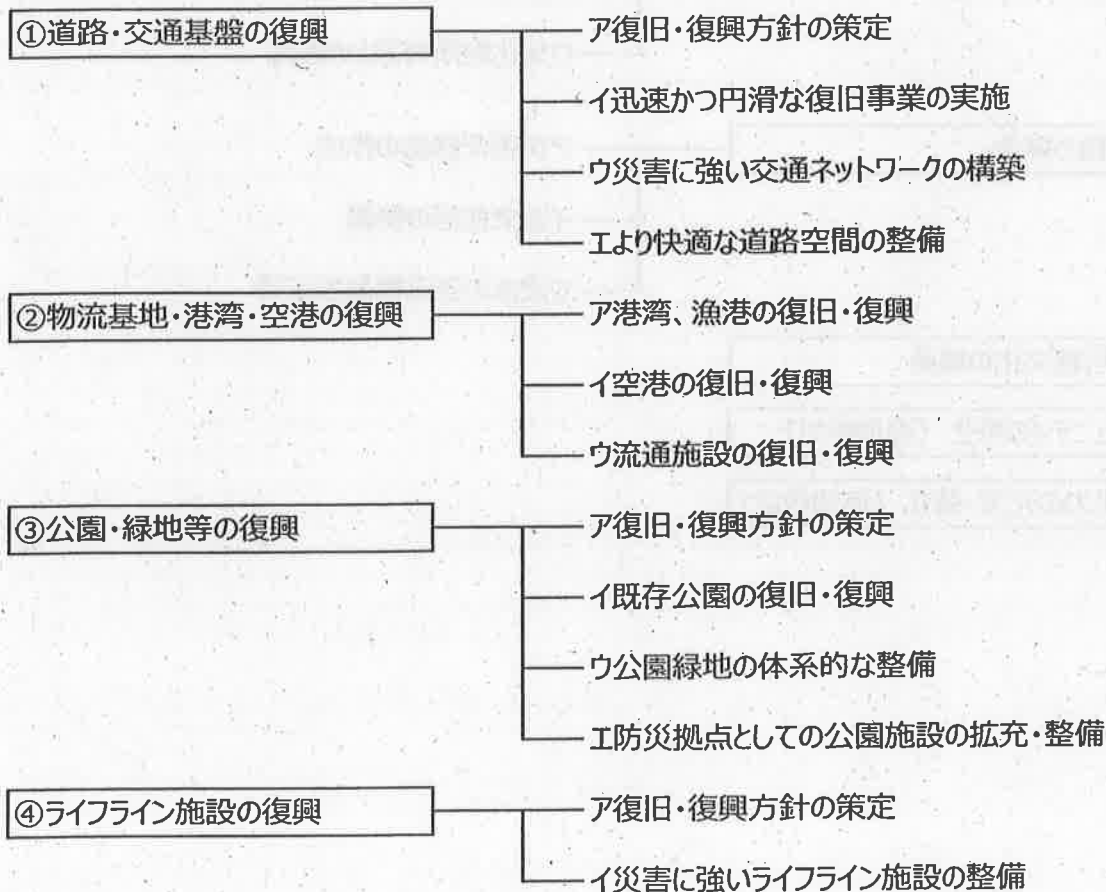 ①道路・交通基盤の復興
ア復旧・復興方針の策定
イ迅速かつ円滑な復旧事業の実施
ウ災害に強い交通ネットワークの構築
エより快適な道路空間の整備
②物流基地・港湾・空港の復興
ア港湾、漁港の復旧・復興
イ空港の復旧・復興
ウ流通施設の復旧・復興
③公園・緑地等の復興
ア復旧・復興方針の策定
イ既存公園の復旧・復興
ウ公園緑地の体系的な整備
エ防災拠点としての公園施設の拡充・整備
④ライフライン施設の復興
ア復旧・復興方針の策定
イ災害に強いライフライン施設の整備